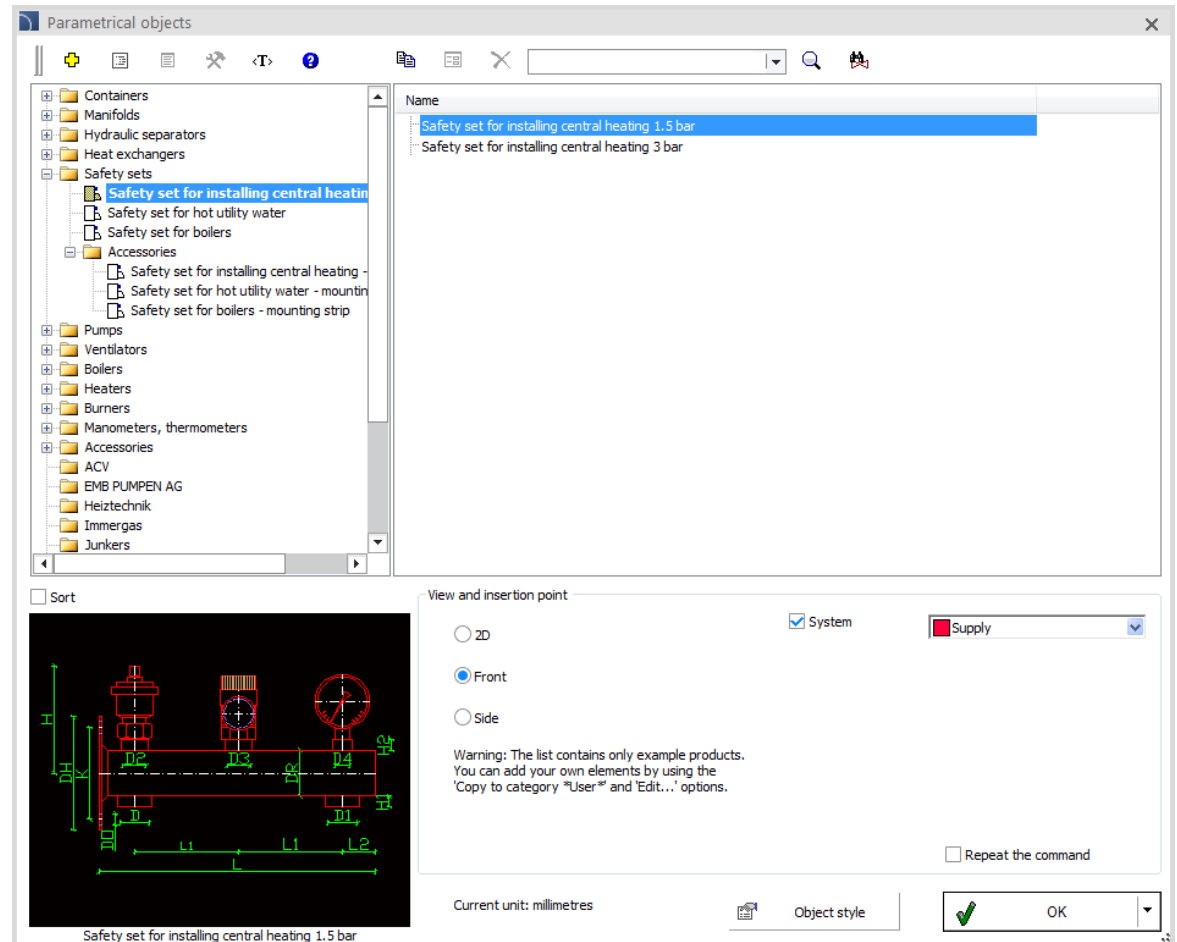 Parametrical objects
<T>
Containers
Manifolds
Hydraulic separators
Heat exchangers
Safety sets
Safety set for installing central heatin
Safety set for hot utility water
Safety set for boilers
Accessories
Safety set for installing central heating -
Safety set for hot utility water - mountin
Safety set for boilers - mounting strip
Pumps
Ventilators
Boilers
Heaters
Burners
Manometers, thermometers
Accessories
ACV
EMB PUMPEN AG
Heiztechnik
Immergas
Junkers
Name
Safety set for installing central heating 1.5 bar
Safety set for installing central heating 3 bar
Sort
H
DH
K
D2
D3
D4
DR
H2
H1
D
D1
DO
L1
L1
L2
L
Safety set for installing central heating 1.5 bar
View and insertion point
2D
Front
Side
System
Supply
Warning: The list contains only example products.
You can add your own elements by using the
'Copy to category *User*' and 'Edit...' options.
Repeat the command
Current unit: millimetres
Object style
OK